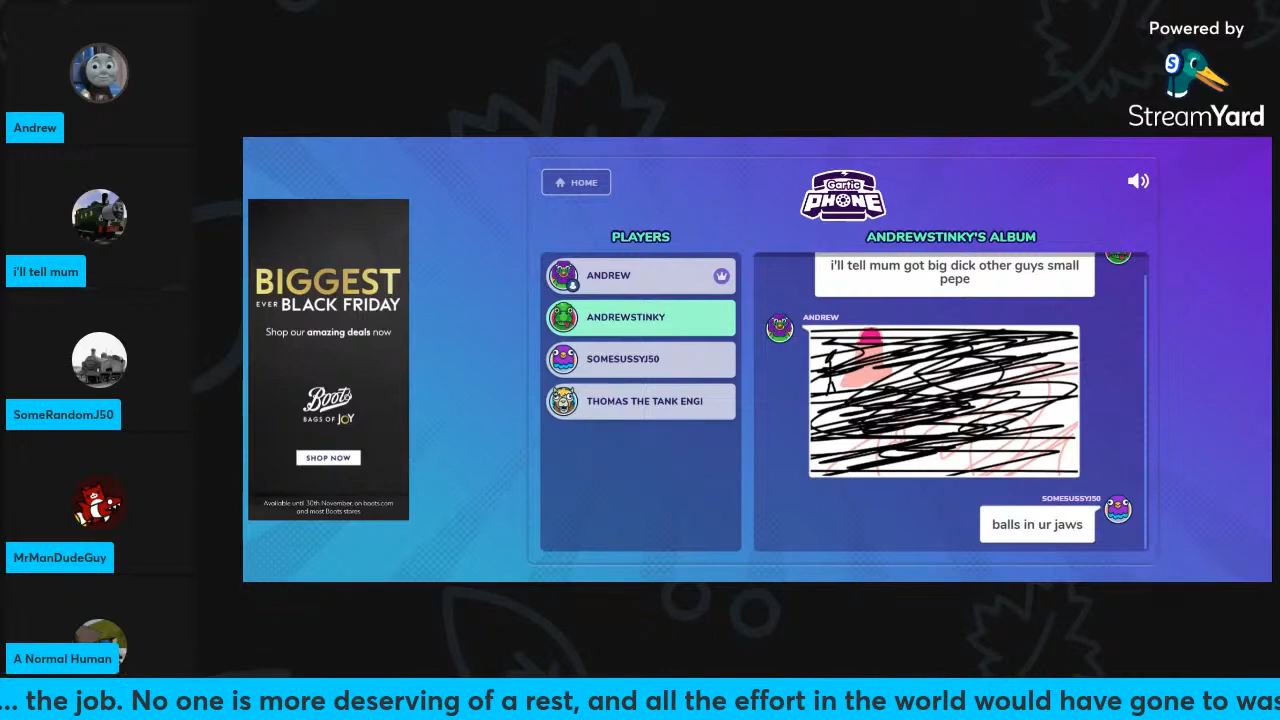 Powered by
StreamYard
Andrew
i'll tell mum
SomeRandomJ50
MrManDudeGuy
A Normal Human
HOME
Gartic
PHONE
PLAYERS
ANDREW
ANDREWSTINKY
SOMESUSSYJ50
THOMAS THE TANK ENGI
ANDREWSTINKY'S ALBUM
i'll tell mum got big dick other guys small
pepe
ANDREW
SOMESUSSYJ50
balls in ur jaws
BIGGEST
EVER BLACK FRIDAY
Shop our amazing deals now
Boots
BAGS OF JOY
SHOP NOW
Available until 30th November, on boots.com
and most Boots stores
... the job. No one is more deserving of a rest, and all the effort in the world would have gone to was